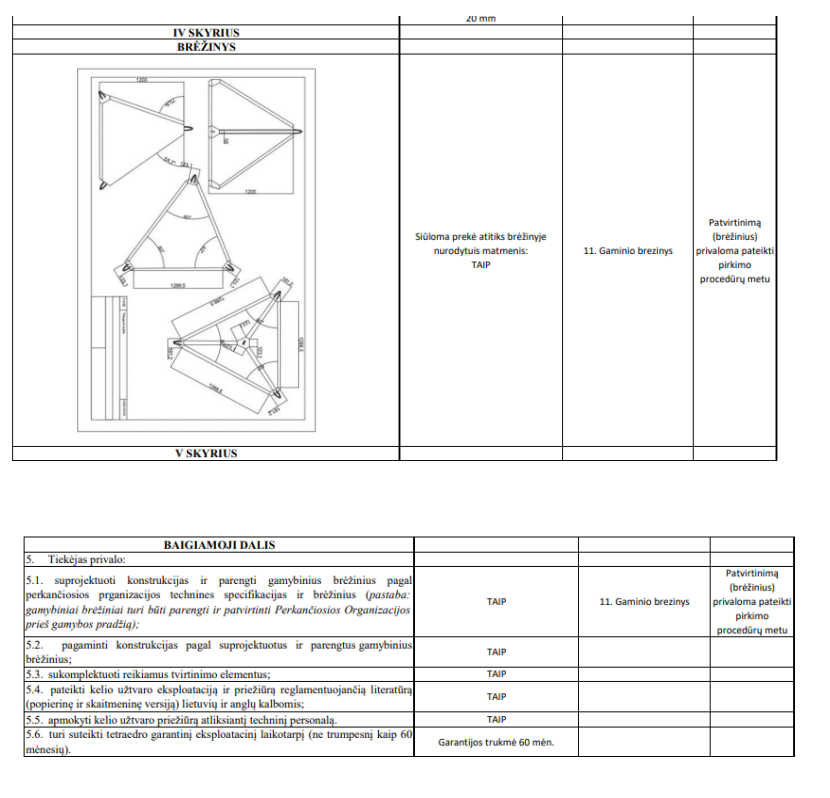 20 mm
IV SKYRIUS
BRĖŽINYS
1200
1200
60°
1288.5
1288.5
Siūloma prekė atitiks brėžinyje
nurodytuis matmenis:
TAIP
11. Gaminio brezinys
Patvirtinimą
(brėžinius)
privaloma pateikti
pirkimo
procedūrų metu
V SKYRIUS
BAIGIAMOJI DALIS
5. Tiekėjas privalo:
5.1. suprojektuoti konstrukcijas ir parengti gamybinius brėžinius pagal
perkančiosios prganizacijos technines specifikacijas ir brėžinius (pastaba:
gamybiniai brėžiniai turi būti parengti ir patvirtinti Perkančiosios Organizacijos
prieš gamybos pradžią);
TAIP
11. Gaminio brezinys
Patvirtinimą
(brėžinius)
privaloma pateikti
pirkimo
procedūrų metu
5.2. pagaminti konstrukcijas pagal suprojektuotus ir parengtus gamybinius
brėžinius;
TAIP
5.3. sukomplektuoti reikiamus tvirtinimo elementus;
TAIP
5.4. pateikti kelio užtvaro eksploataciją ir priežiūrą reglamentuojančią literatūrą
(popierinę ir skaitmeninę versiją) lietuvių ir anglų kalbomis;
TAIP
5.5. apmokyti kelio užtvaro priežiūrą atliksiantį techninį personalą.
TAIP
5.6. turi suteikti tetraedro garantinį eksploatacinį laikotarpį (ne trumpesnį kaip 60
mėnesių).
Garantijos trukmė 60 mėn.